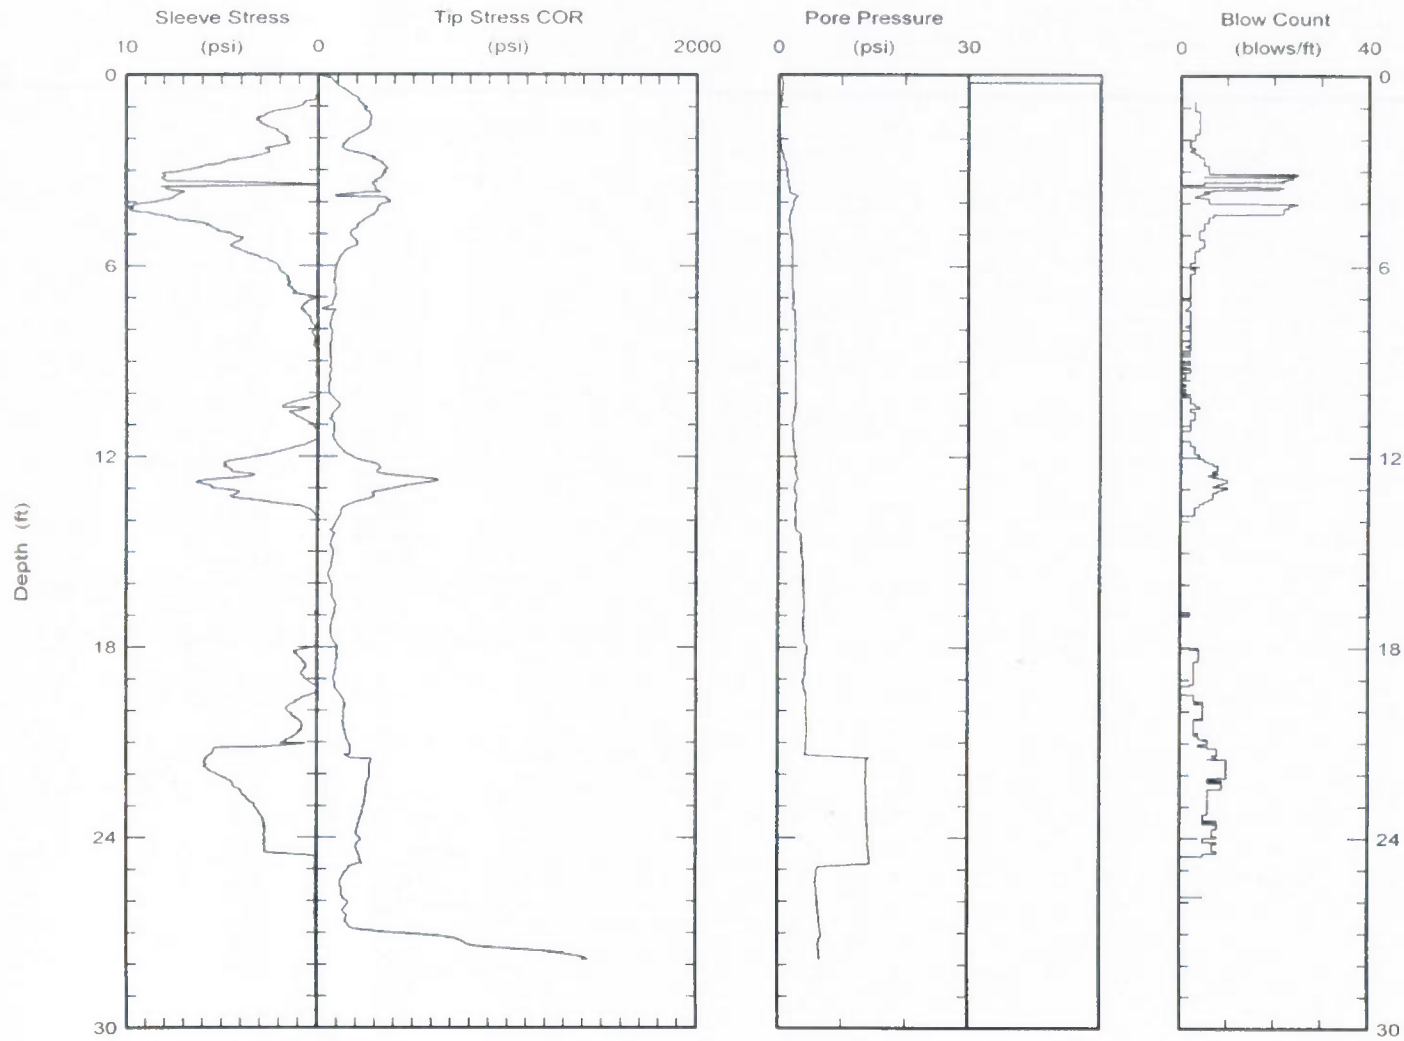 Sleeve Stress Tip Stress COR Pore Pressure Blow Count
10 (psi) 0 (psi) 2000 0 (psi) 30 0 (blows/ft) 40
0 0
6 6
12 12
Depth (ft)
18 18
24 24
30 30